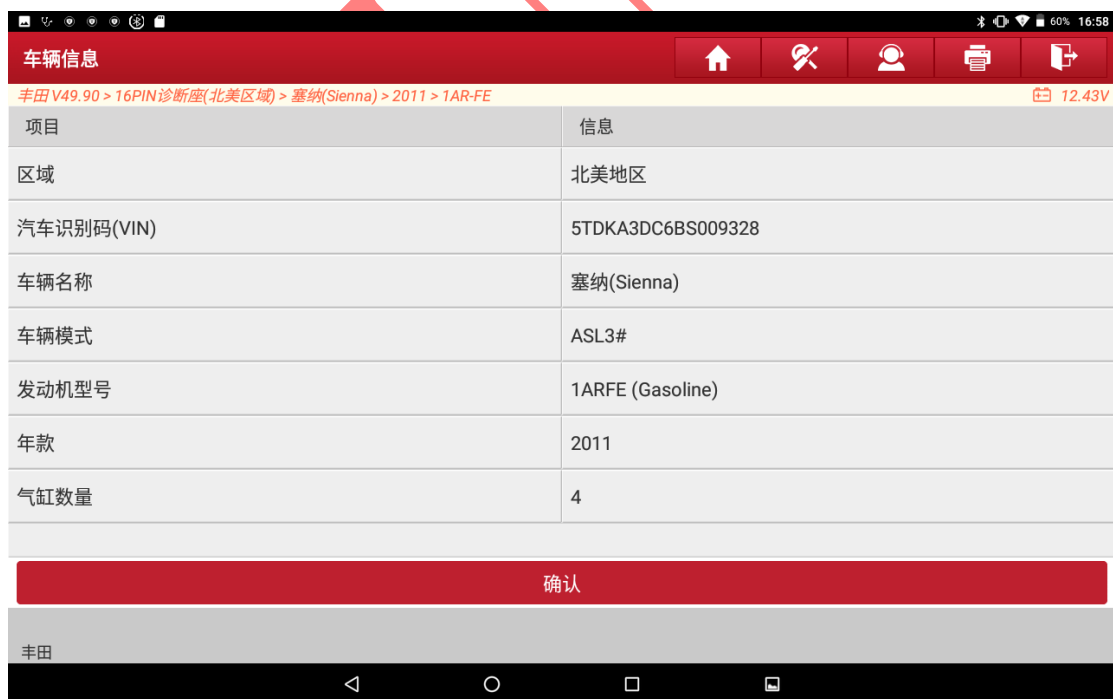 60% 16:58
车辆信息
丰田 V49.90 > 16PIN诊断座(北美区域) > 塞纳(Sienna) > 2011 > 1AR-FE 12.43V
项目 信息
区域 北美地区
汽车识别码(VIN) 5TDKA3DC6BS009328
车辆名称 塞纳(Sienna)
车辆模式 ASL3#
发动机型号 1ARFE (Gasoline)
年款 2011
气缸数量 4
确认
丰田